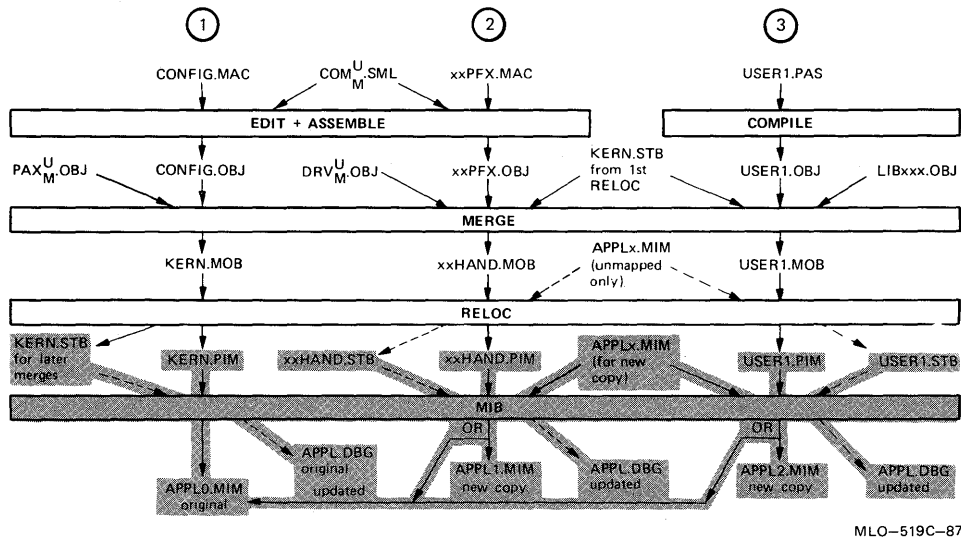 1 2 3
CONFIG.MAC COM U M .SML xxPFX.MAC USER1.PAS
EDIT + ASSEMBLE COMPILE
PAX U M .OBJ CONFIG.OBJ DRV U M .OBJ xxPFX.OBJ KERN.STB from 1st RELOC USER1.OBJ LIBxxx.OBJ
MERGE
KERN.MOB xxHAND.MOB APPLx.MIM (unmapped only). USER1.MOB
RELOC
KERN.STB for later merges KERN.PIM xxHAND.STB xxHAND.PIM APPLx.MIM (for new copy) USER1.PIM USER1.STB
MIB
OR OR
APPL0.MIM original APPL.DBG original updated APPL1.MIM new copy APPL.DBG updated APPL2.MIM new copy APPL.DBG updated
MLO-519C-87